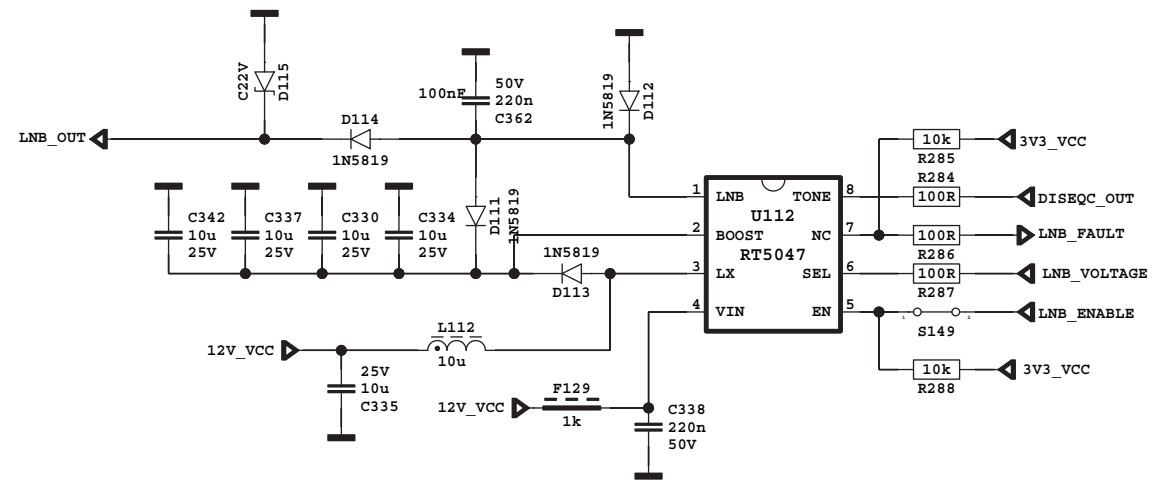 C22V
D115
50V
100nF
220n
C362
1N5819
D112
LNB_OUT
D114
1N5819
10k
3V3_VCC
R285
R284
C342
10u
25V
C337
10u
25V
C330
10u
25V
C334
10u
25V
D111
1N5819
1
LNB
TONE
8
100R
DISEQC_OUT
U112
2
BOOST
NC
7
100R
LNB_FAULT
RT5047
R286
1N5819
D113
3
LX
SEL
6
100R
LNB_VOLTAGE
R287
4
VIN
EN
5
1
2
LNB_ENABLE
S149
L112
12V_VCC
10u
25V
10u
C335
10k
3V3_VCC
R288
F129
12V_VCC
1k
C338
220n
50V